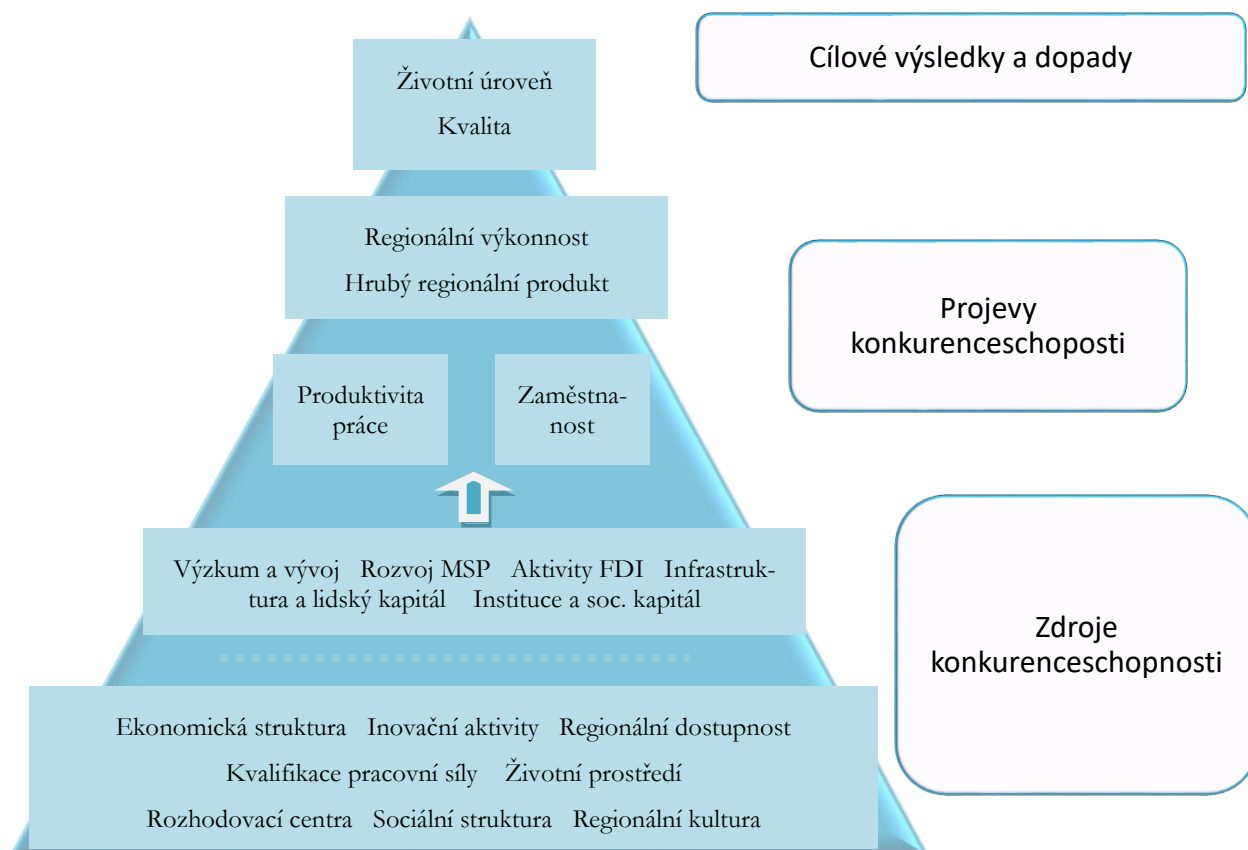 Cílové výsledky a dopady
Životní úroveň
Kvalita
Regionální výkonnost
Hrubý regionální produkt
Projevy
konkurenceschoposti
Produktivita
práce
Zaměstna-
nost
Výzkum a vývoj Rozvoj MSP Aktivity FDI Infrastruk-
tura a lidský kapitál Instituce a soc. kapitál
Zdroje
konkurenceschopnosti
Ekonomická struktura Inovační aktivity Regionální dostupnost
Kvalifikace pracovní síly Životní prostředí
Rozhodovací centra Sociální struktura Regionální kultura